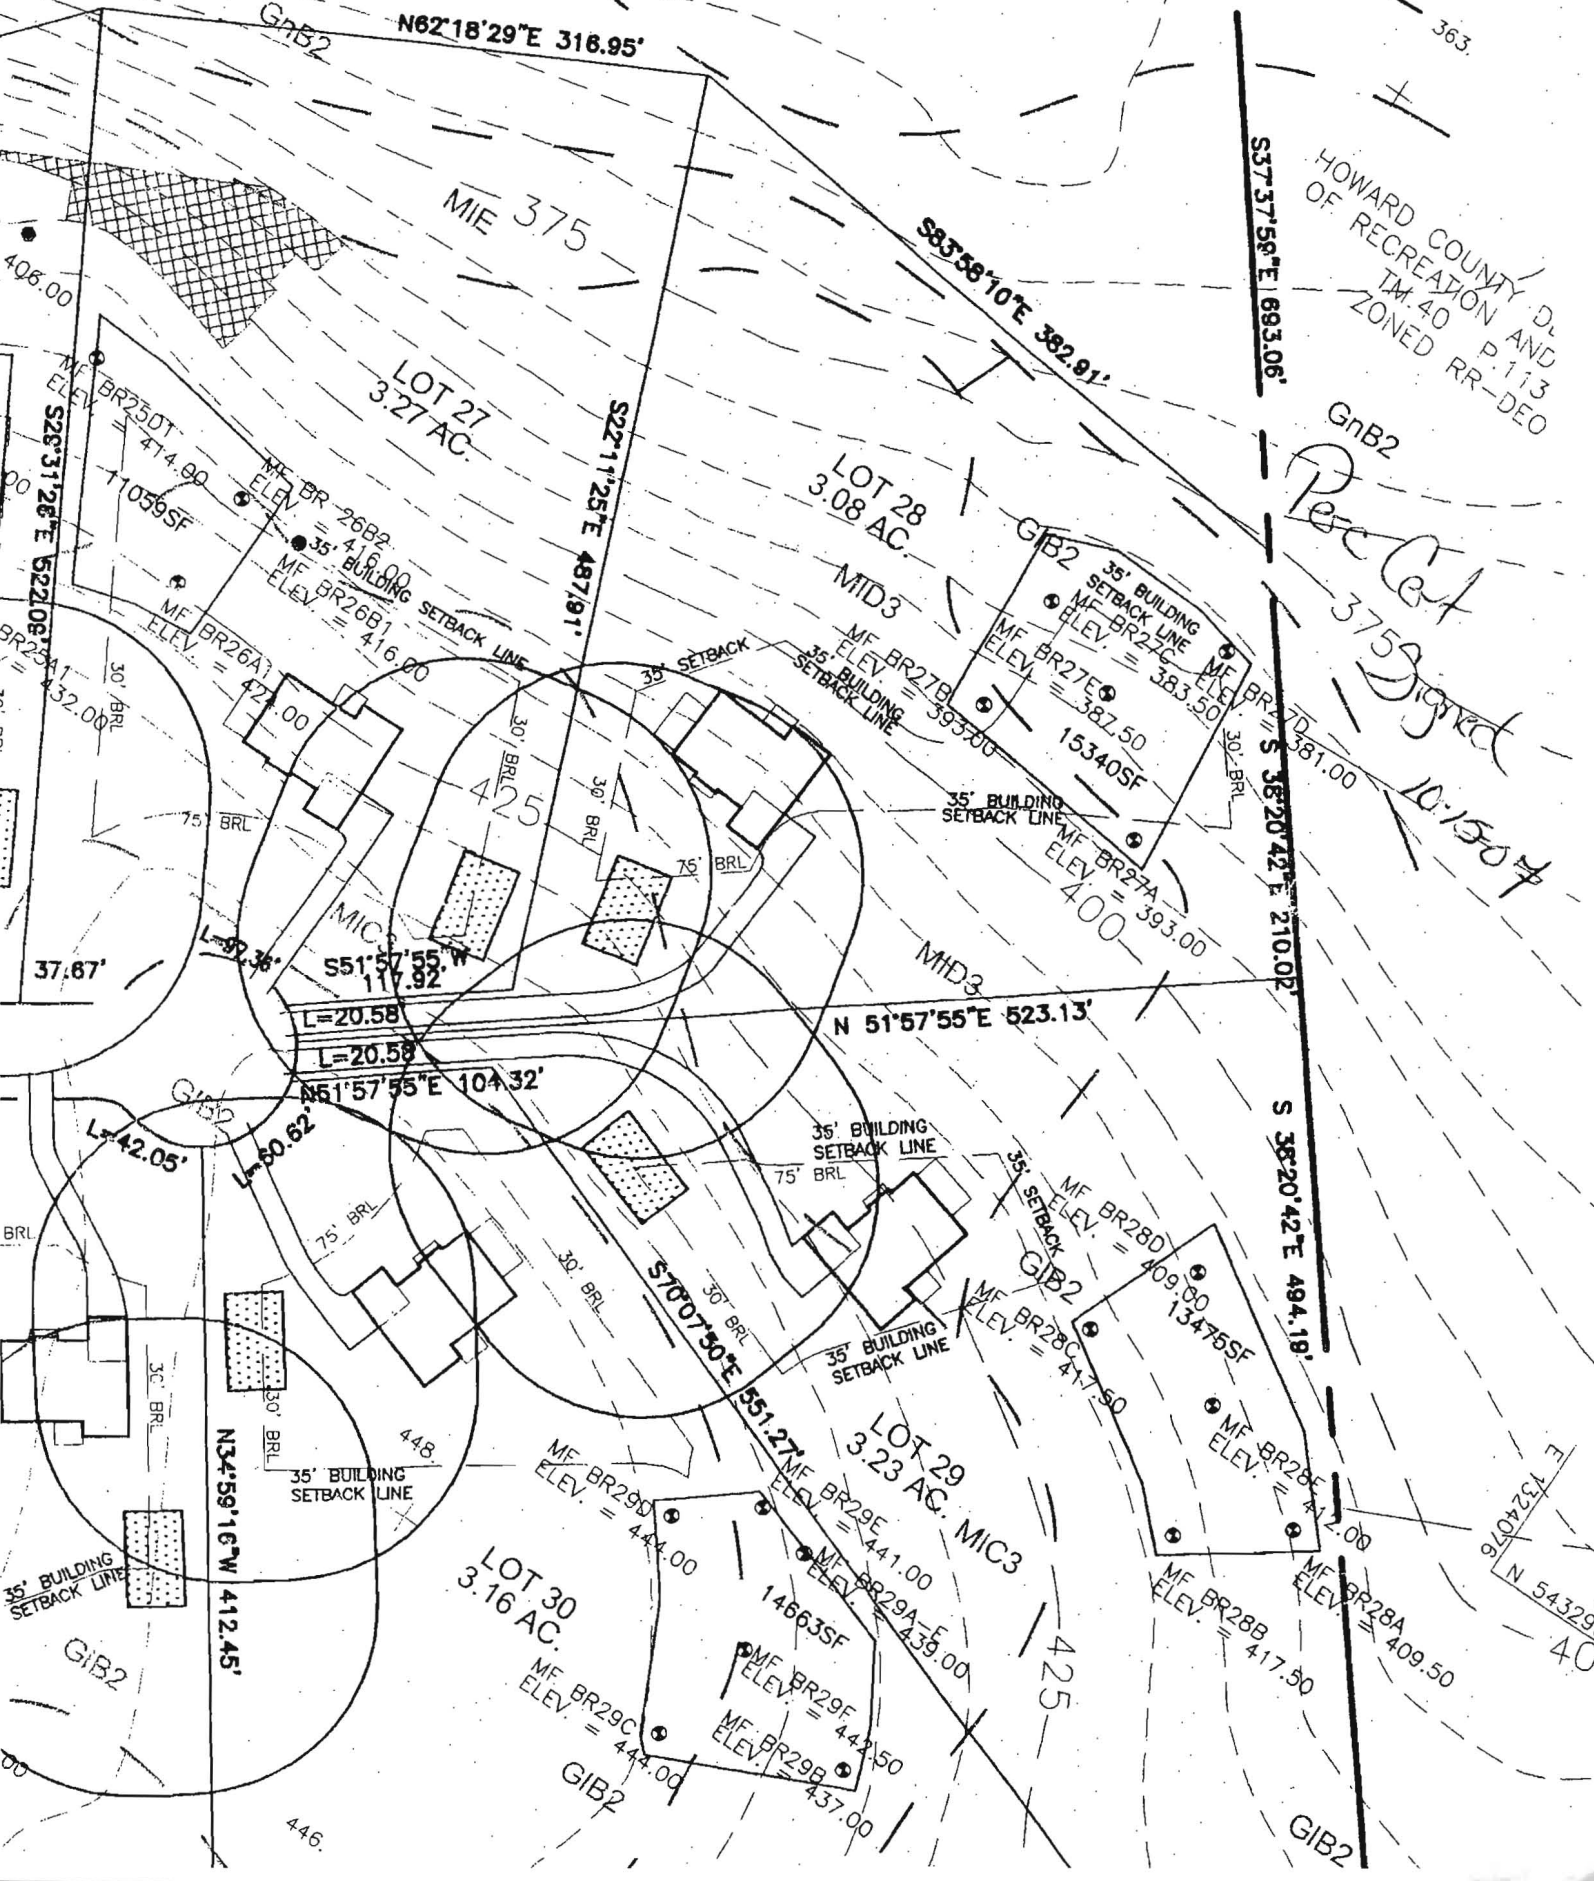 GnB2
N62°18'29"E 316.95'
363.
S37°37'59"E 693.06'
HOWARD COUNTY
OF RECREATION AND
T.M. 40 P.113
ZONED RR-DEO
MIE
375
S83°58'10"E 382.91'
406.00
LOT 27
3.27 AC.
S22°11'25"E 487.91'
MF BR25D1
ELEV. = 414.00
11059SF
MF BR 26B2
ELEV. = 416.00
35' BUILDING SETBACK LINE
MF BR26B1
ELEV. = 416.00
MF BR26A1
GnB2
Perc Cert
Signed
10-15-04
375
LOT 28
3.08 AC.
MID3
GIB2
35' BUILDING
SETBACK LINE
MF BR27C
ELEV. = 383.50
MF BR27E
ELEV. = 387.50
MF BR27D
ELEV. = 381.00
MF BR27B
ELEV. = 393.00
15340SF
35' BUILDING
SETBACK LINE
35' SETBACK
30' BRL
432.00
30' BRL
30' BRL
30' BRL
425
75' BRL
75' BRL
35' BUILDING
SETBACK LINE
MF BR27A
ELEV. = 393.00
400
S 38°20'42"E 210.02'
37.67'
S51°57'55"W
117.92'
L=20.58'
L=20.58'
N51°57'55"E 104.32'
MID3
N 51°57'55"E 523.13'
GIB2
L=42.05'
L=60.62'
35' BUILDING
SETBACK LINE
75' BRL
75' BRL
35' SETBACK
S 38°20'42"E 494.19'
BRL
30' BRL
30' BRL
S70°07'50"E 551.27'
35' BUILDING
SETBACK LINE
GIB2
MF BR28D
ELEV. = 409.00
MF BR28C
ELEV. = 417.50
13475SF
MF BR28E
ELEV. = 412.00
30' BRL
30' BRL
N34°59'16"W 412.45'
448.
35' BUILDING
SETBACK LINE
LOT 29
3.23 AC.
MIC3
MF BR29D
ELEV. = 444.00
MF BR29E
ELEV. = 441.00
MF BR29A
ELEV. = 439.00
14663SF
LOT 30
3.16 AC.
MF BR29F
ELEV. = 442.50
MF BR29C
ELEV. = 444.00
MF BR29B
ELEV. = 437.00
425
MF BR28B
ELEV. = 417.50
MF BR28A
ELEV. = 409.50
E 1324076
N 54329
40
35' BUILDING
SETBACK LINE
GIB2
GIB2
446.
GIB2